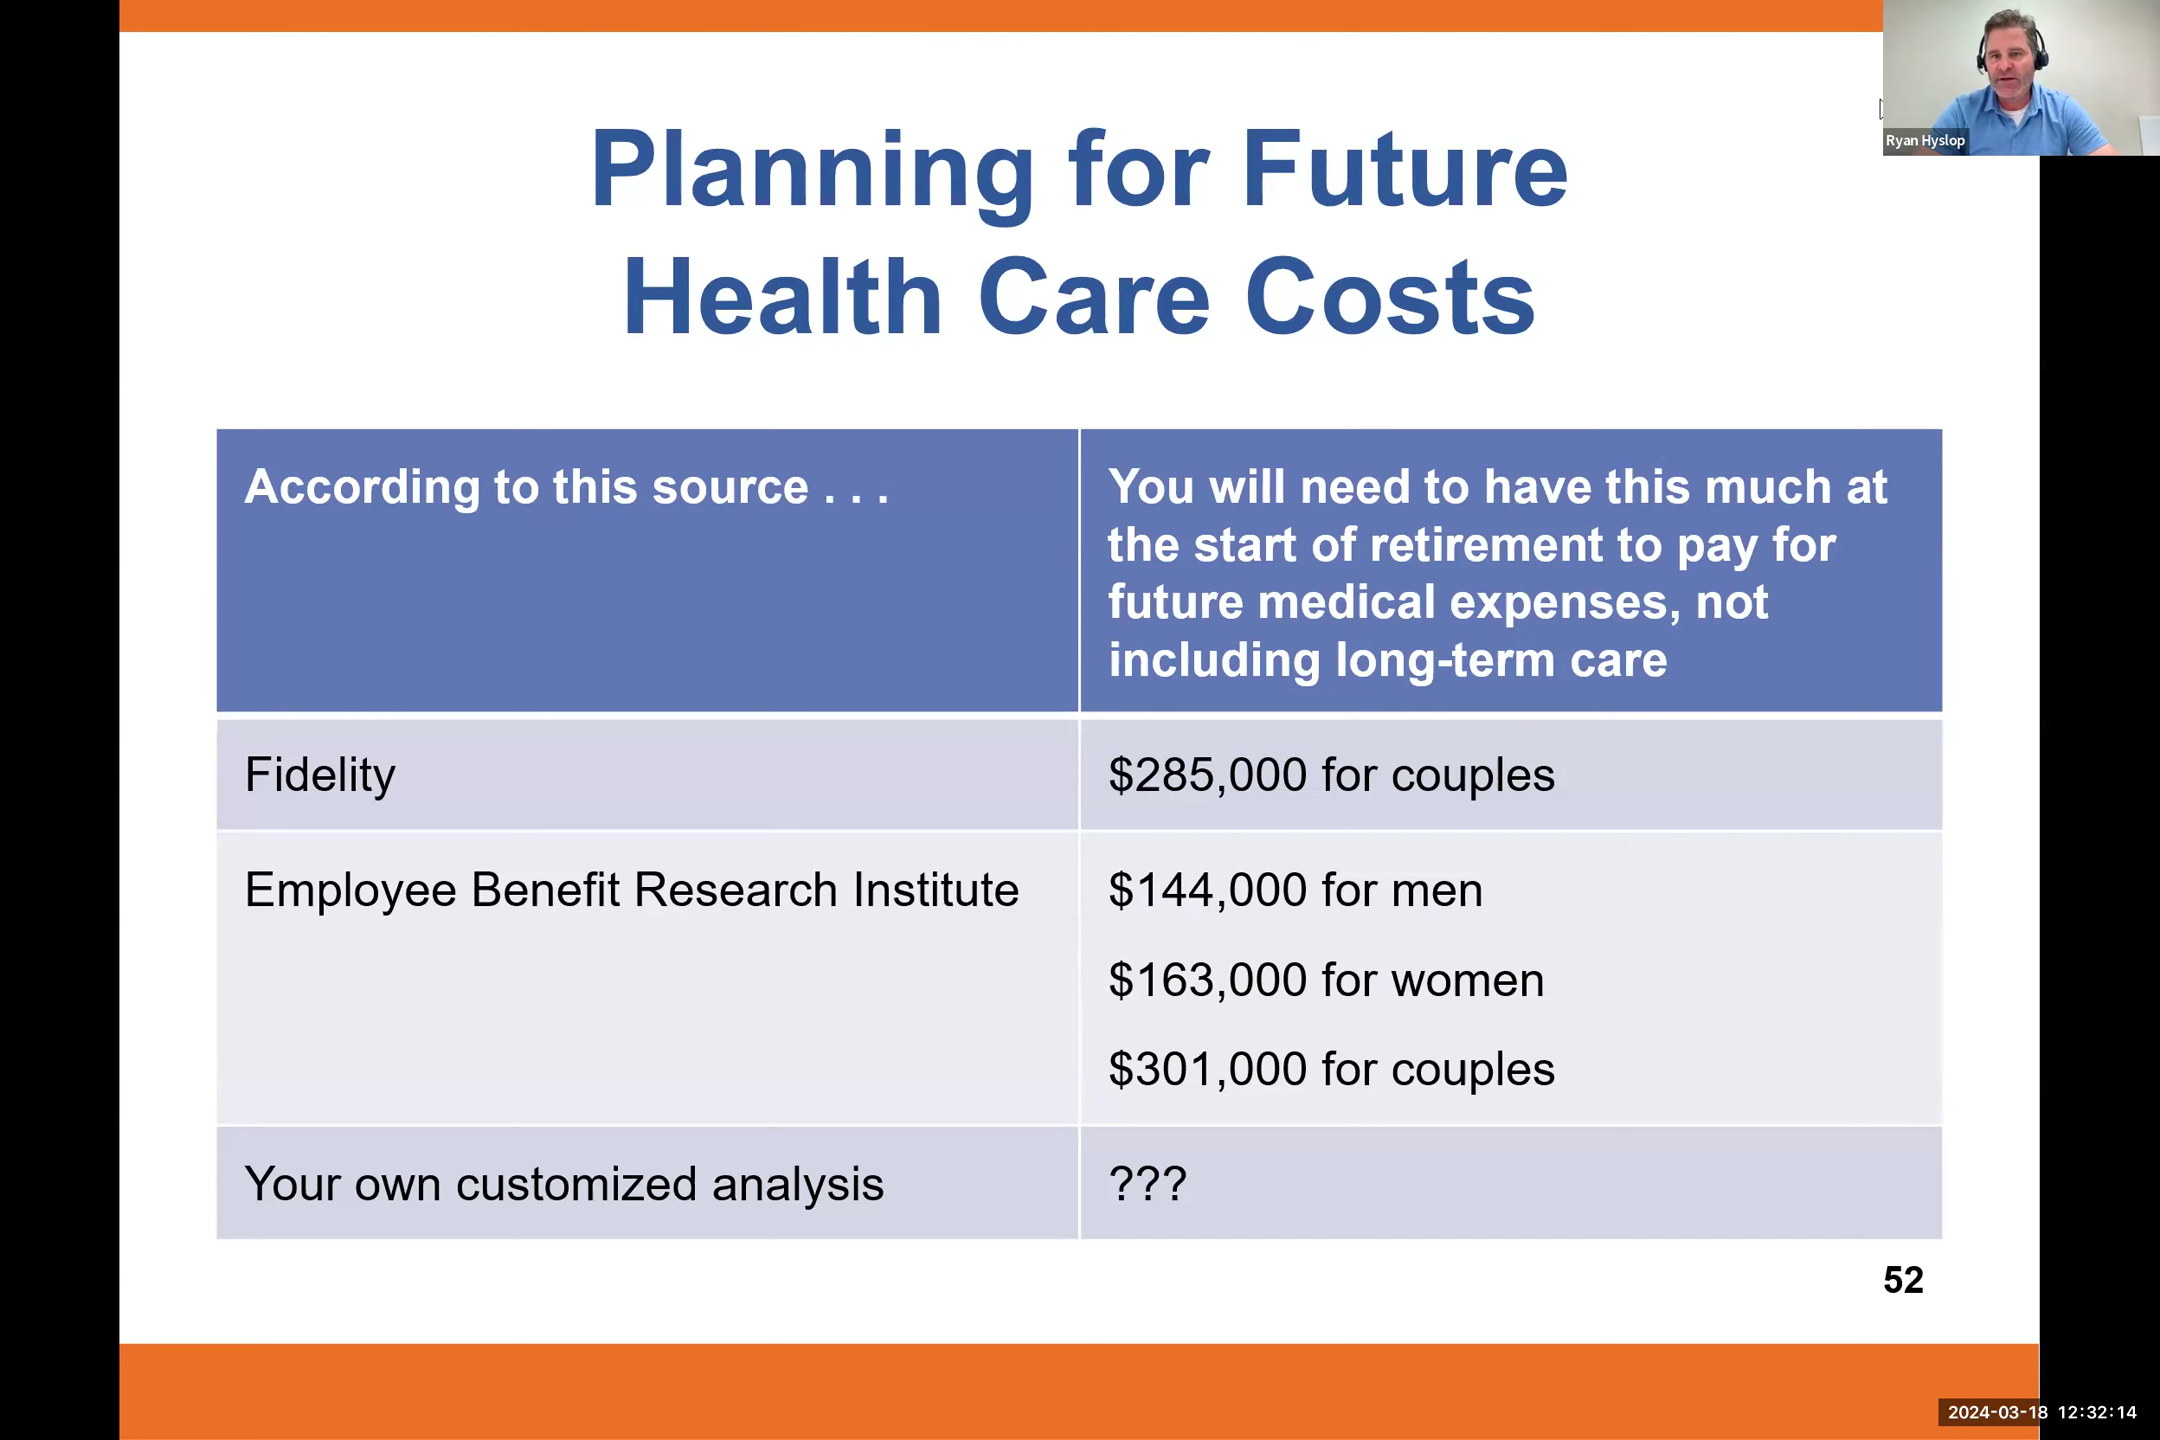 Ryan Hyslop
Planning for Future
Health Care Costs
According to this source . . .
You will need to have this much at
the start of retirement to pay for
future medical expenses, not
including long-term care
Fidelity
$285,000 for couples
Employee Benefit Research Institute
$144,000 for men
$163,000 for women
$301,000 for couples
Your own customized analysis
???
52
2024-03-18 12:32:14